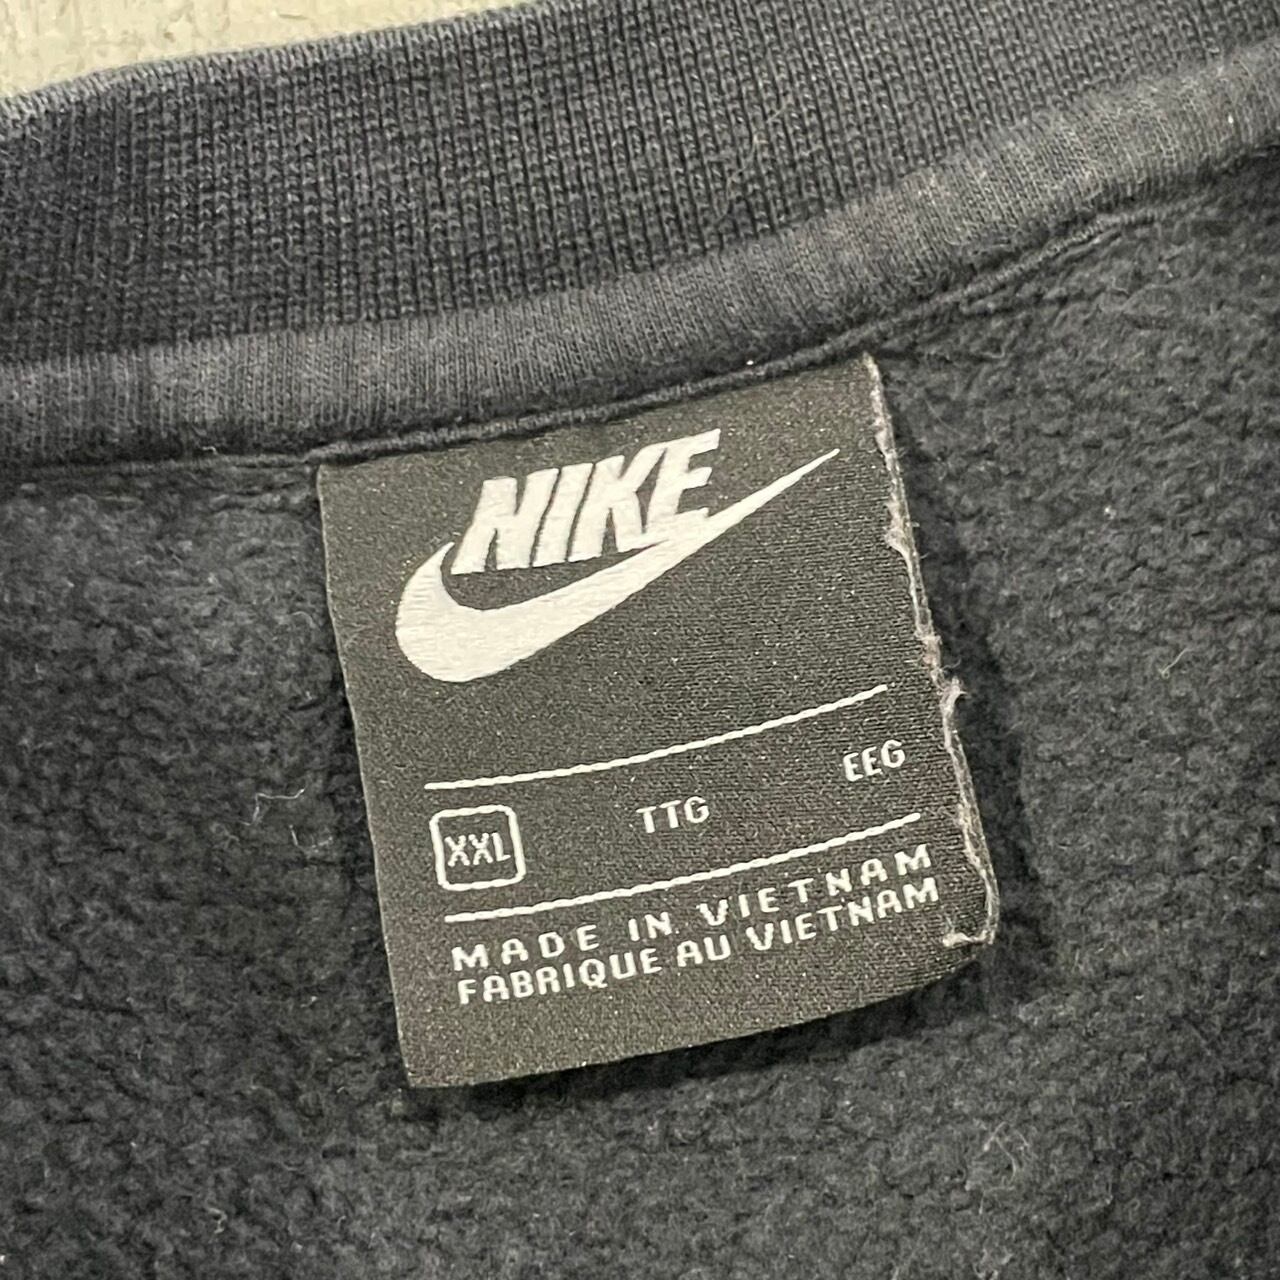 NIKE
XXL TTG EEG
MADE IN VIETNAM
FABRIQUE AU VIETNAM